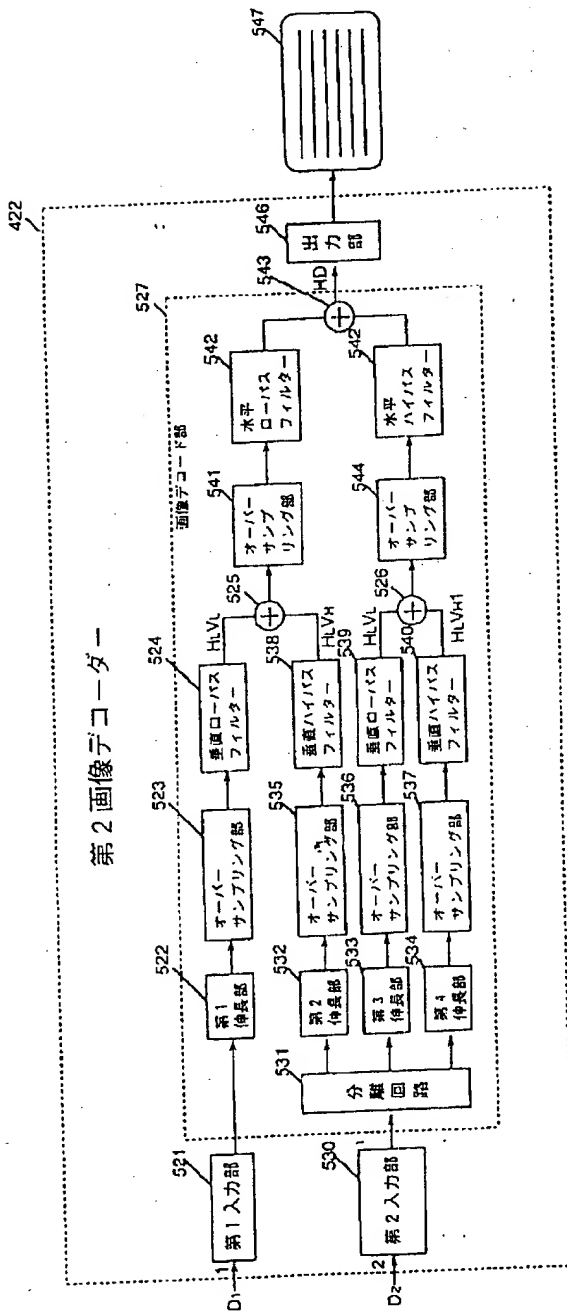 第2画像デコーダー
422
527
画像デコード部
D1
1
521
第1入力部
522
第1
伸長部
523
オーバー
サンプリング部
524
垂直ローパス
フィルター
HLVL
525
541
オーバー
サンプ
リング部
542
水平
ローパス
フィルター
543
HD
546
出力部
547
D2
2
530
第2入力部
1
531
分離回路
532
第2
伸長部
535
オーバー
サンプリング部
538
垂直ハイパス
フィルター
HLVH
533
第3
伸長部
536
オーバー
サンプリング部
539
垂直ローパス
フィルター
HLVL
526
544
オーバー
サンプ
リング部
542
水平
ハイパス
フィルター
534
第4
伸長部
537
オーバー
サンプリング部
540
垂直ハイパス
フィルター
HLVH1